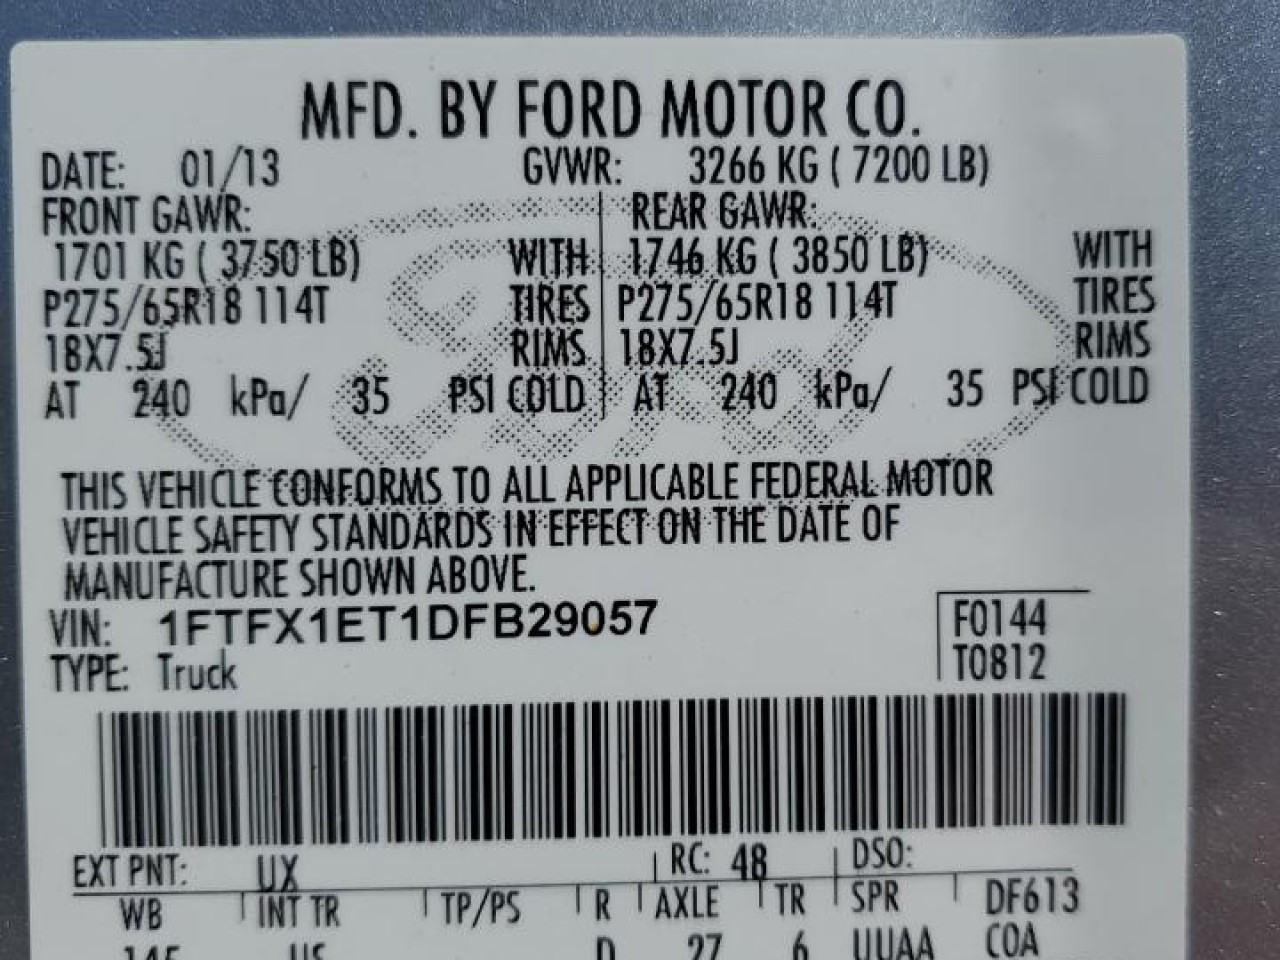 MFD. BY FORD MOTOR CO.
DATE: 01/13 GVWR: 3266 KG ( 7200 LB)
FRONT GAWR: REAR GAWR:
1701 KG ( 3750 LB) WITH 1746 KG ( 3850 LB) WITH
P275/65R18 114T TIRES P275/65R18 114T TIRES
18X7.5J RIMS 18X7.5J RIMS
AT 240 kPa/ 35 PSI COLD AT 240 kPa/ 35 PSI COLD
Ford
THIS VEHICLE CONFORMS TO ALL APPLICABLE FEDERAL MOTOR
VEHICLE SAFETY STANDARDS IN EFFECT ON THE DATE OF
MANUFACTURE SHOWN ABOVE.
VIN: 1FTFX1ET1DFB29057 F0144
TYPE: Truck T0812
EXT PNT: UX RC: 48 DSO:
WB INT TR TP/PS R AXLE TR SPR DF613
27 6 UUAA COA